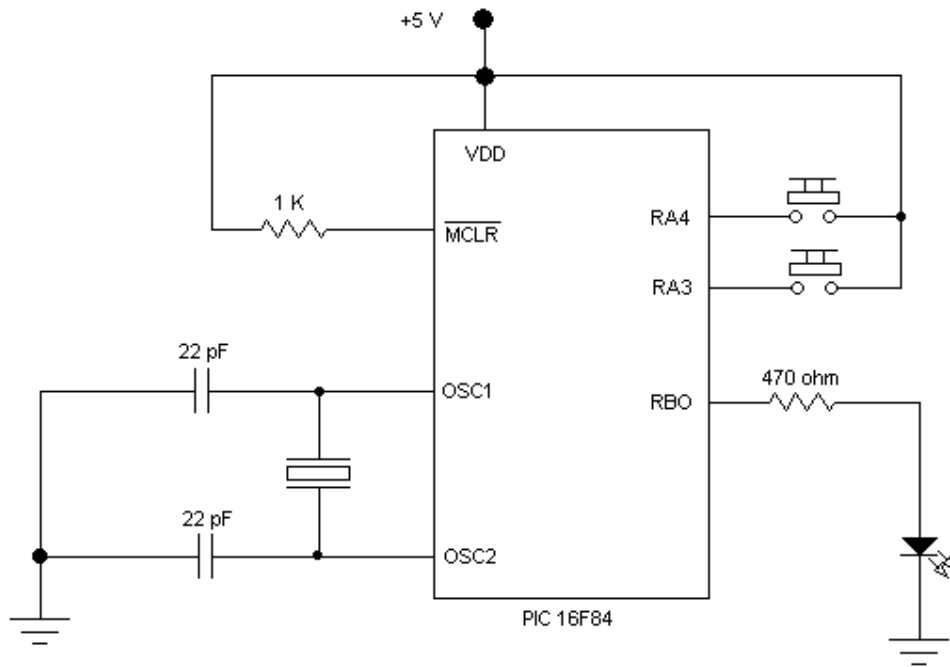 +5 V
VDD
1 K
MCLR
RA4
RA3
22 pF
OSC1
470 ohm
RBO
22 pF
OSC2
PIC 16F84